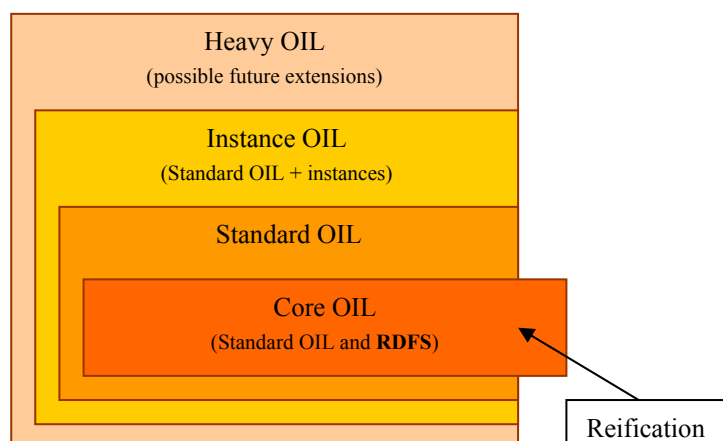 Heavy OIL
(possible future extensions)
Instance OIL
(Standard OIL + instances)
Standard OIL
Core OIL
(Standard OIL and RDFS)
Reification